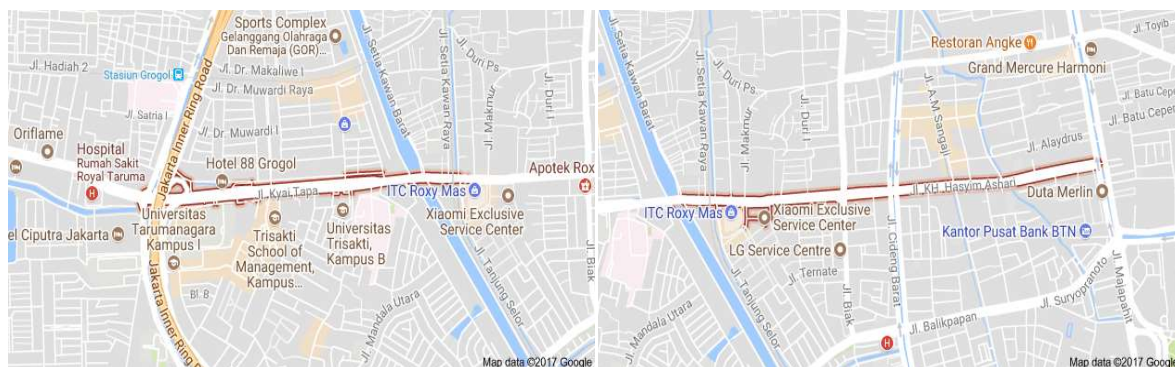 Sports Complex
Gelanggang Olahraga
Dan Remaja (GOR)...
Jl. Hadiah 2
Jl. Dr. Makaliwe I
Stasiun Grogol
Jl. Dr. Muwardi Raya
Jl. Satria I
Oriflame
Jl. Dr. Muwardi I
Hospital
Rumah Sakit
Royal Taruma
Hotel 88 Grogol
Jakarta Inner Ring Road
Jl. Setia Kawan Barat
Jl. Setia Kawan Raya
Jl. Duri Ps.
Jl. Makmur
Jl. Duri I
Apotek Rox
Jl. Kyai Tapa
ITC Roxy Mas
Universitas
Tarumanagara
Kampus I
el Ciputra Jakarta
Trisakti
School of
Management,
Kampus...
Universitas
Trisakti,
Kampus B
Xiaomi Exclusive
Service Center
Jl. Biak
Jl. Tanjung Selor
Jl. Mandala Utara
Bl. B
Jakarta Inner Ring R
Map data ©2017 Google
Jl. Toyib
Restoran Angke
Grand Mercure Harmoni
Jl. Setia Kawan Barat
Jl. Setia Kawan Raya
Jl. Duri Ps.
Jl. Makmur
Jl. Duri I
Jl. A.M. Sangaji
Jl. Batu Cepe
Jl. Batu Ceper
Jl. Alaydrus
Jl. KH. Hasyim Ashari
Duta Merlin
ITC Roxy Mas
Xiaomi Exclusive
Service Center
LG Service Centre
Kantor Pusat Bank BTN
Jl. Cideng Barat
Jl. Ternate
Jl. Biak
Jl. Suryopranoto
Jl. Majapahit
Jl. Balikpapan
Jl. Tanjung Selor
Jl. Mandala Utara
Map data ©2017 Google